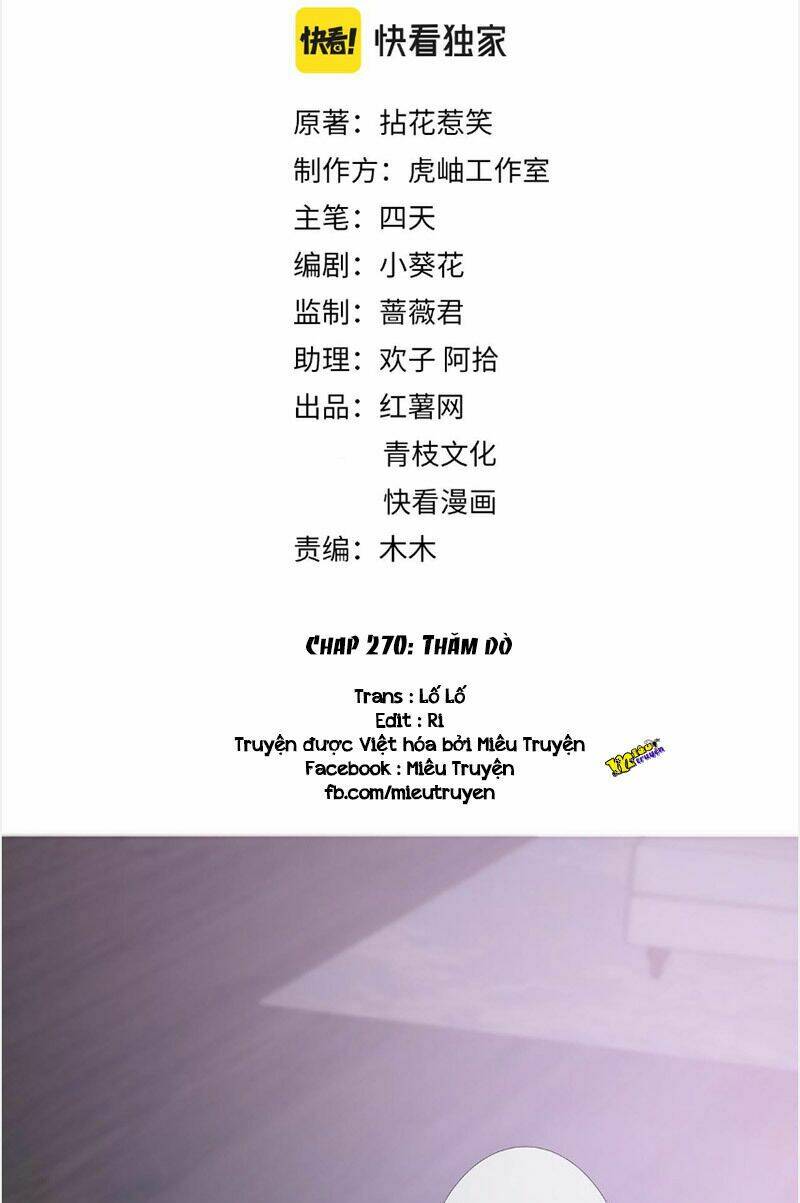 快看! 快看独家
原著：拈花惹笑
制作方：虎岫工作室
主笔：四天
编剧：小葵花
监制：蔷薇君
助理：欢子 阿拾
出品：红薯网
青枝文化
快看漫画
责编：木木
Chap 270: Thăm dò
Trans : Lố Lố
Edit : Ri
Truyện được Việt hóa bởi Miêu Truyện
Facebook : Miêu Truyện
fb.com/mieutruyen
Miêu
truyện